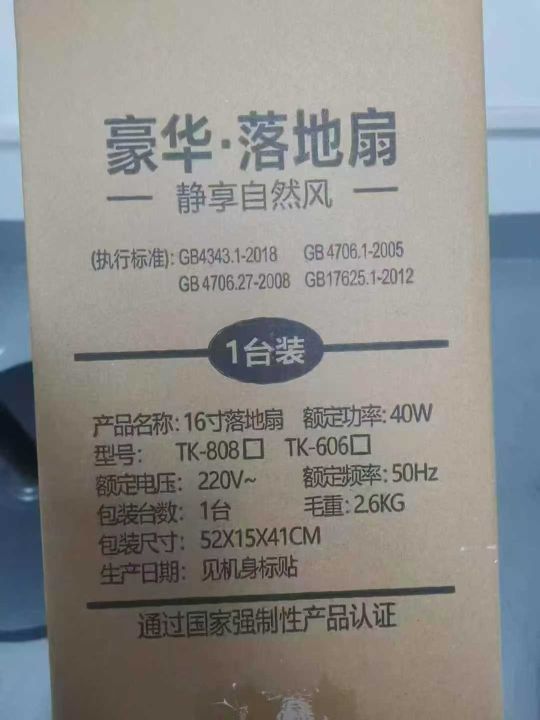 豪华·落地扇
静享自然风
(执行标准): GB4343.1-2018 GB 4706.1-2005
GB 4706.27-2008 GB17625.1-2012
1台装
产品名称: 16寸落地扇 额定功率: 40W
型号: TK-808□ TK-606□
额定电压: 220V~ 额定频率: 50Hz
包装台数: 1台 毛重: 2.6KG
包装尺寸: 52X15X41CM
生产日期: 见机身标贴
通过国家强制性产品认证